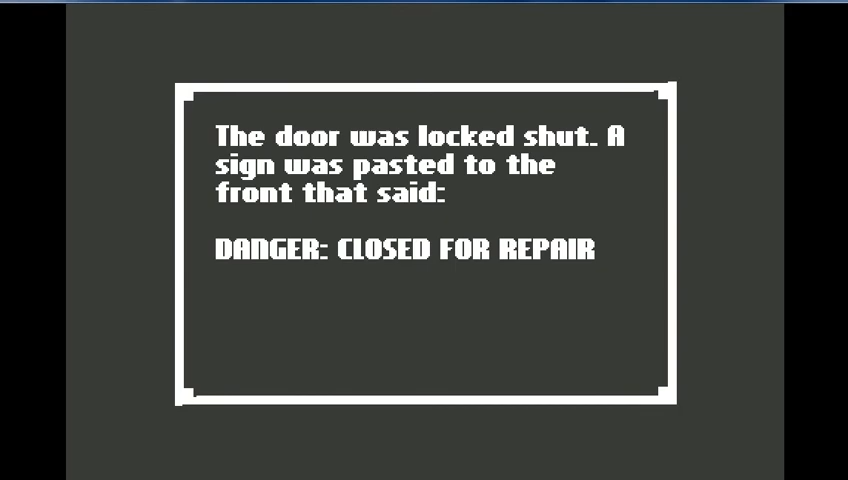 The door was locked shut. A
sign was pasted to the
front that said:
DANGER: CLOSED FOR REPAIR